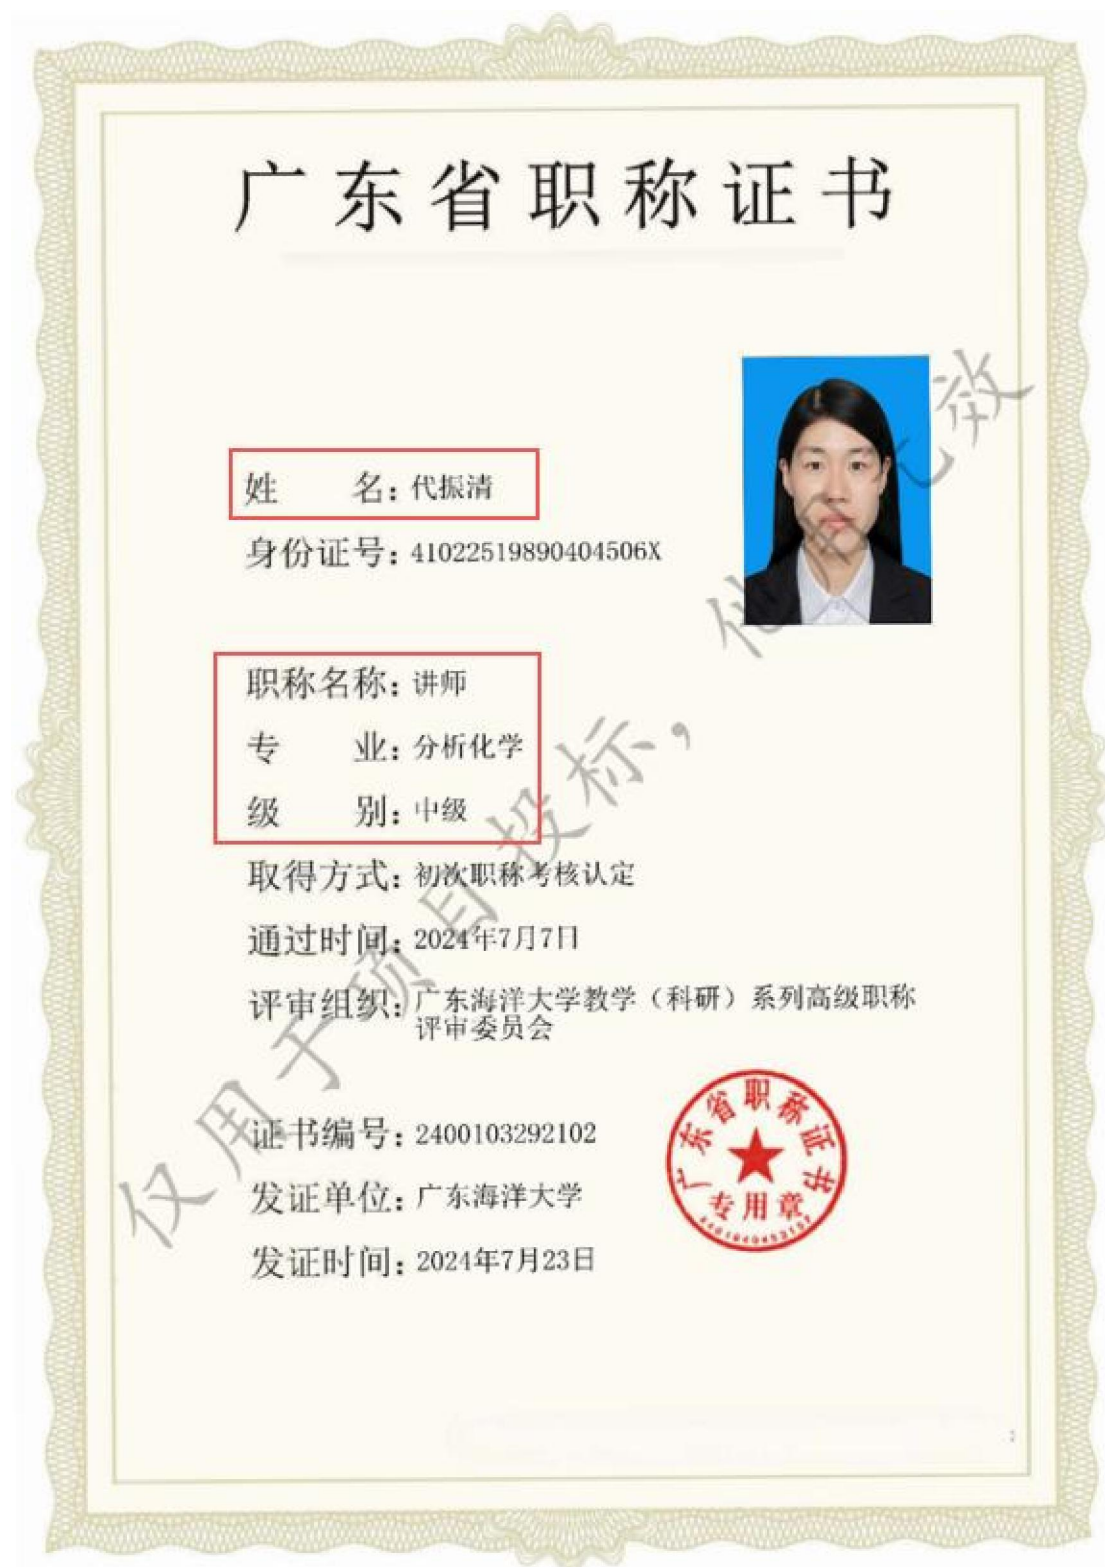 广东省职称证书
姓 名：代振清
身份证号：41022519890404506X
职称名称：讲师
专 业：分析化学
级 别：中级
取得方式：初次职称考核认定
通过时间：2024年7月7日
评审组织：广东海洋大学教学（科研）系列高级职称
评审委员会
证书编号：2400103292102
发证单位：广东海洋大学
发证时间：2024年7月23日
广东省职称证书
专用章
仅用于项目投标，他用无效